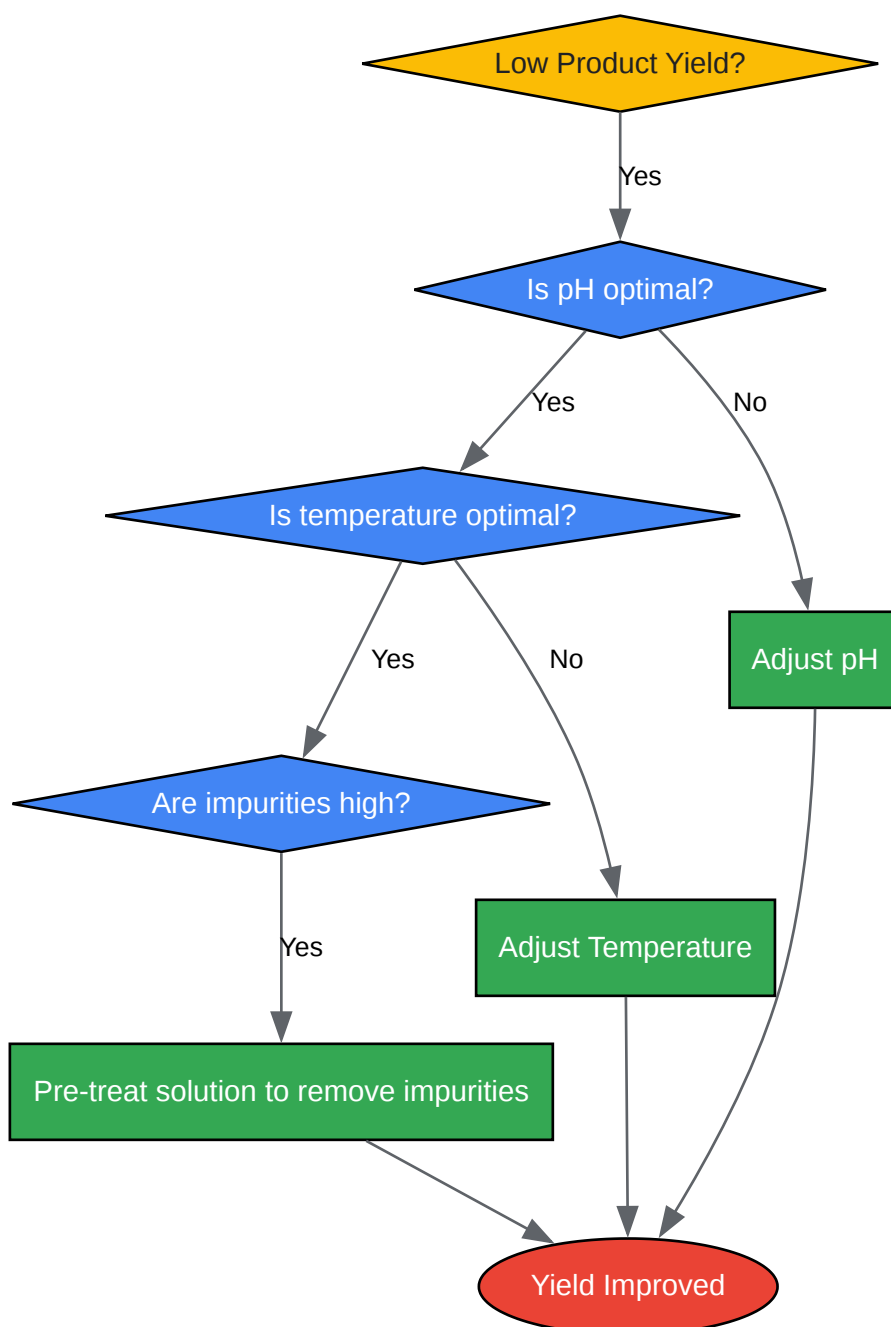 Low Product Yield?
Yes
Is pH optimal?
Yes
No
Is temperature optimal?
Yes
No
Adjust pH
Are impurities high?
Yes
Adjust Temperature
Pre-treat solution to remove impurities
Yield Improved